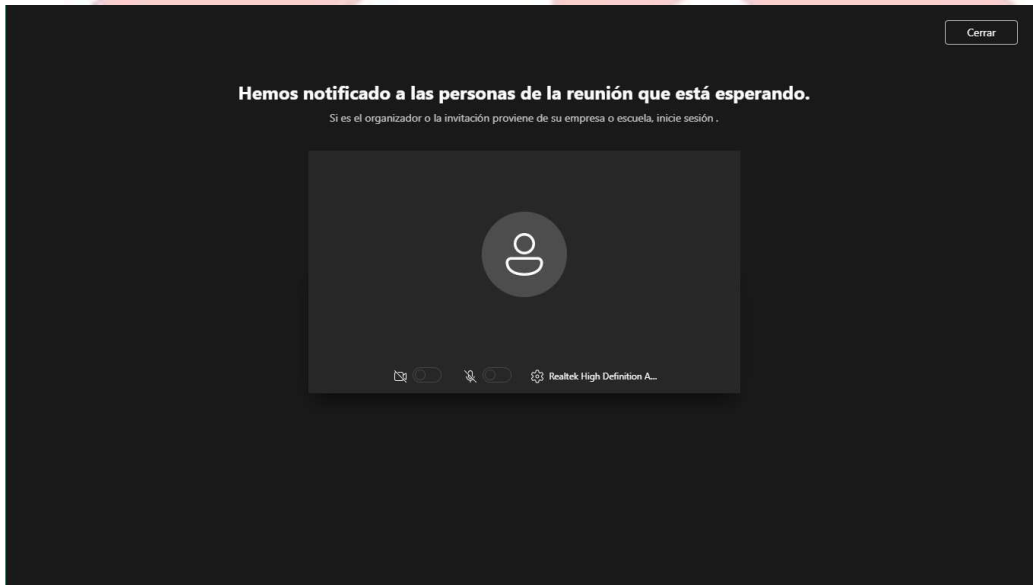 Cerrar
Hemos notificado a las personas de la reunión que está esperando.
Si es el organizador o la invitación proviene de su empresa o escuela, inicie sesión .
Realtek High Definition A...